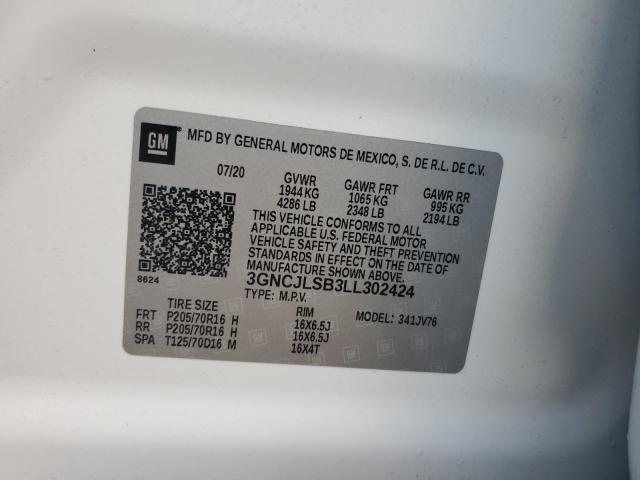 GM MFD BY GENERAL MOTORS DE MEXICO, S. DE R.L. DE C.V.
07/20 GVWR GAWR FRT GAWR RR
1944 KG 1065 KG 995 KG
4286 LB 2348 LB 2194 LB
THIS VEHICLE CONFORMS TO ALL
APPLICABLE U.S. FEDERAL MOTOR
VEHICLE SAFETY AND THEFT PREVENTION
STANDARDS IN EFFECT ON THE DATE OF
MANUFACTURE SHOWN ABOVE.
8624 3GNCJLSB3LL302424
TYPE: M.P.V.
TIRE SIZE RIM MODEL: 341JV76
FRT P205/70R16 H 16X6.5J
RR P205/70R16 H 16X6.5J
SPA T125/70D16 M 16X4T